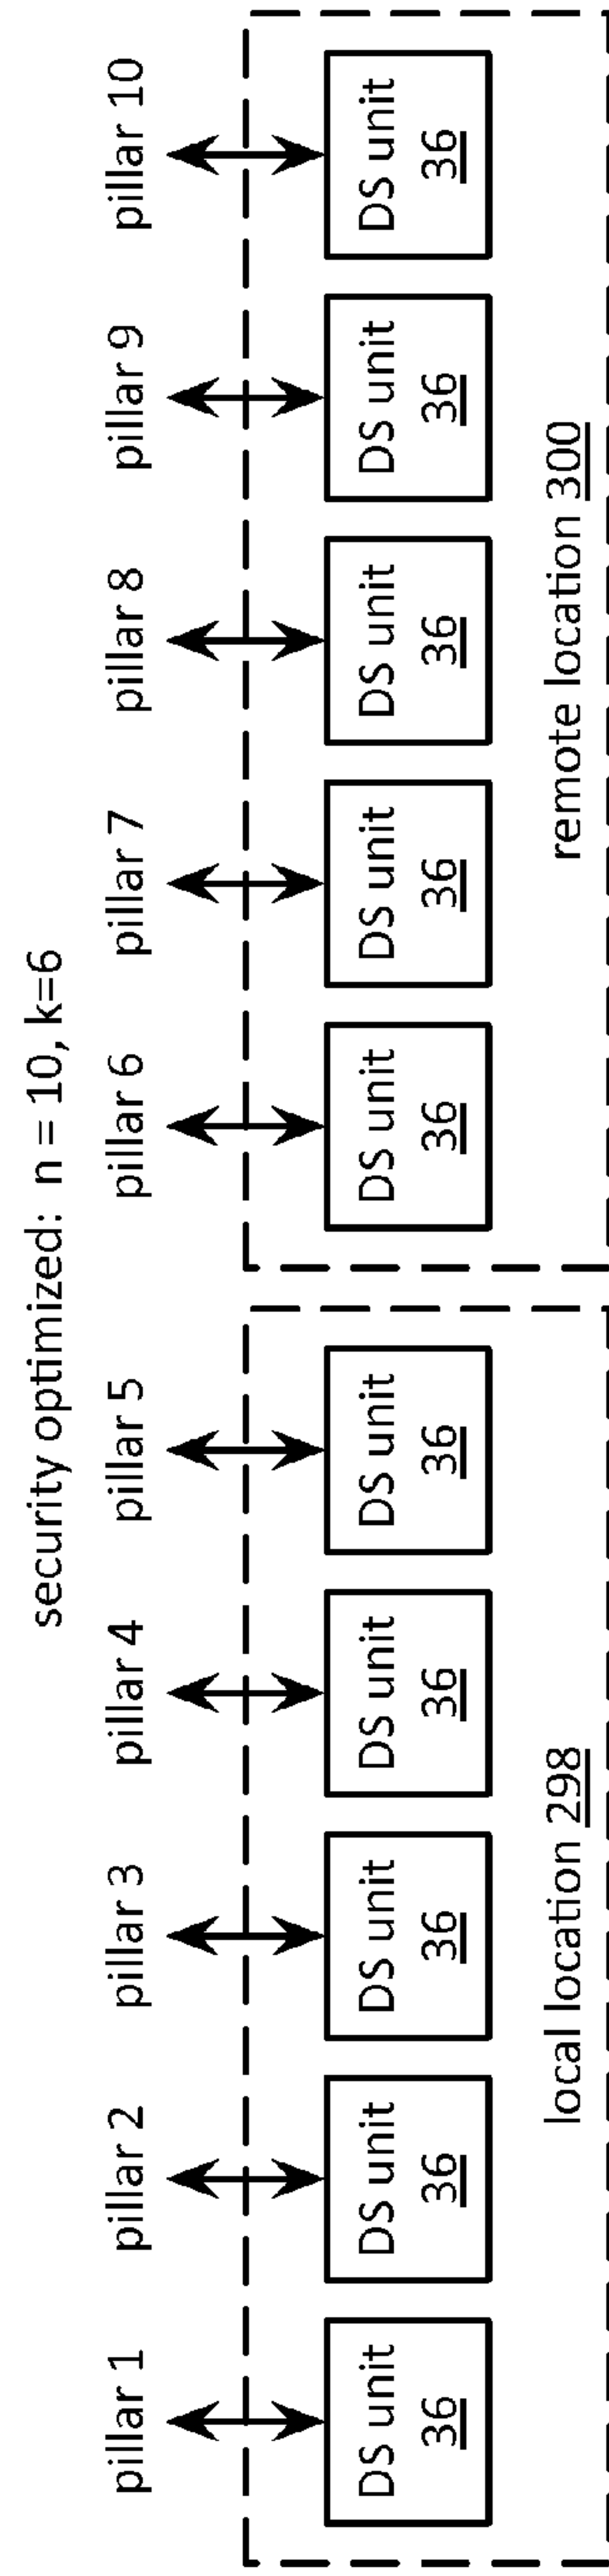 security optimized: n = 10, k=6
pillar 1 pillar 2 pillar 3 pillar 4 pillar 5 pillar 6 pillar 7 pillar 8 pillar 9 pillar 10
DS unit DS unit DS unit DS unit DS unit DS unit DS unit DS unit DS unit DS unit
36 36 36 36 36 36 36 36 36 36
local location 298 remote location 300